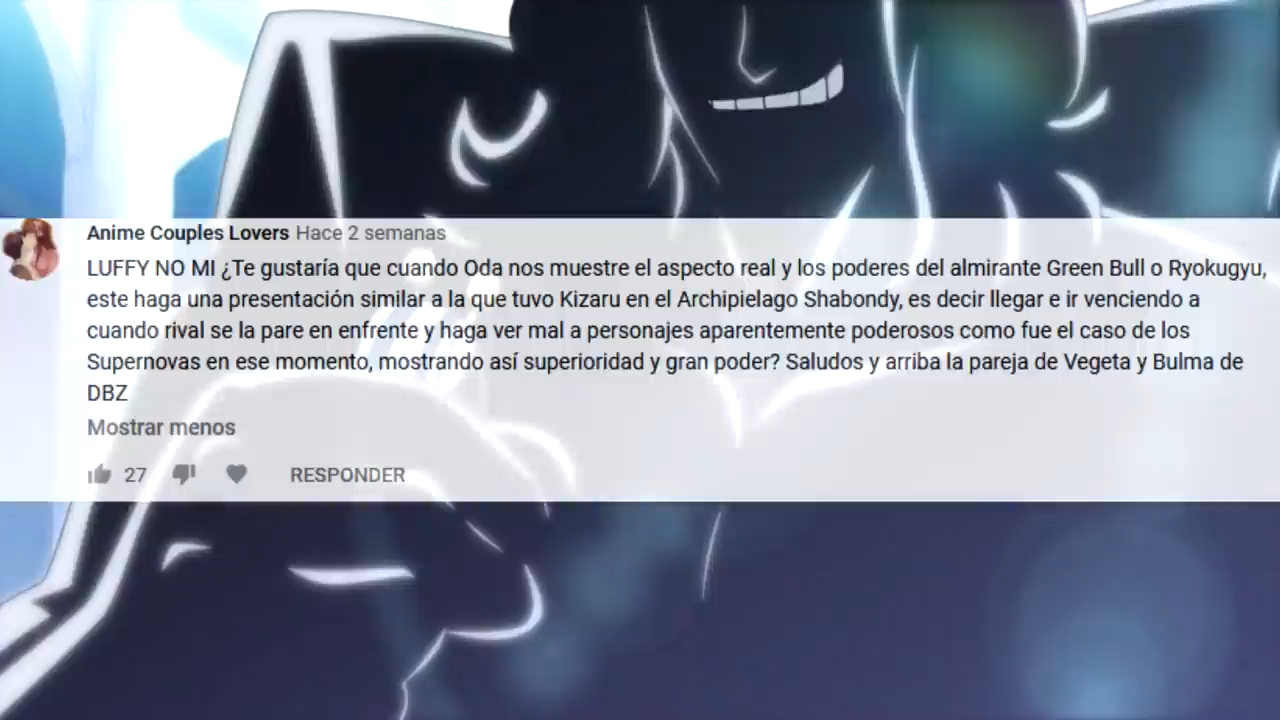 Anime Couples Lovers Hace 2 semanas
LUFFY NO MI ¿Te gustaría que cuando Oda nos muestre el aspecto real y los poderes del almirante Green Bull o Ryokugyu,
este haga una presentación similar a la que tuvo Kizaru en el Archipielago Shabondy, es decir llegar e ir venciendo a
cuando rival se la pare en enfrente y haga ver mal a personajes aparentemente poderosos como fue el caso de los
Supernovas en ese momento, mostrando así superioridad y gran poder? Saludos y arriba la pareja de Vegeta y Bulma de
DBZ
Mostrar menos
27 RESPONDER